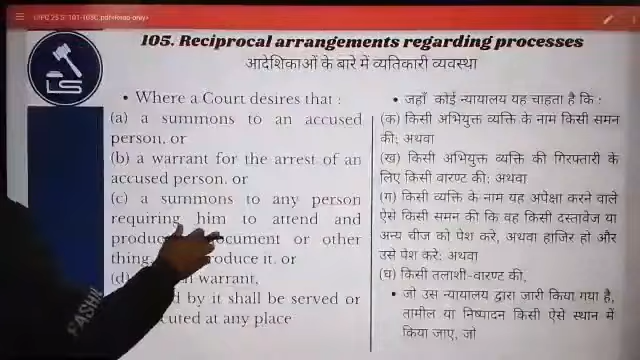 105. Reciprocal arrangements regarding processes
आदेशिकाओं के बारे में व्यतिकारी व्यवस्था
LS
• Where a Court desires that :
(a) a summons to an accused
person, or
(b) a warrant for the arrest of an
accused person, or
(c) a summons to any person
requiring him to attend and
document or other
thing, produce it, or
(d) warrant,
by it shall be served or
at any place
• जहाँ कोई न्यायालय यह चाहता है कि :
(क) किसी अभियुक्त व्यक्ति के नाम किसी समन
की; अथवा
(ख) किसी अभियुक्त व्यक्ति की गिरफ्तारी के
लिए किसी वारण्ट की; अथवा
(ग) किसी व्यक्ति के नाम यह अपेक्षा करने वाले
ऐसे किसी समन की कि वह किसी दस्तावेज या
अन्य चीज को पेश करे, अथवा हाजिर हो और
उसे पेश करे; अथवा
(घ) किसी तलाशी-वारण्ट की,
• जो उस न्यायालय द्वारा जारी किया गया है,
तामील या निष्पादन किसी ऐसे स्थान में
किया जाए, जो